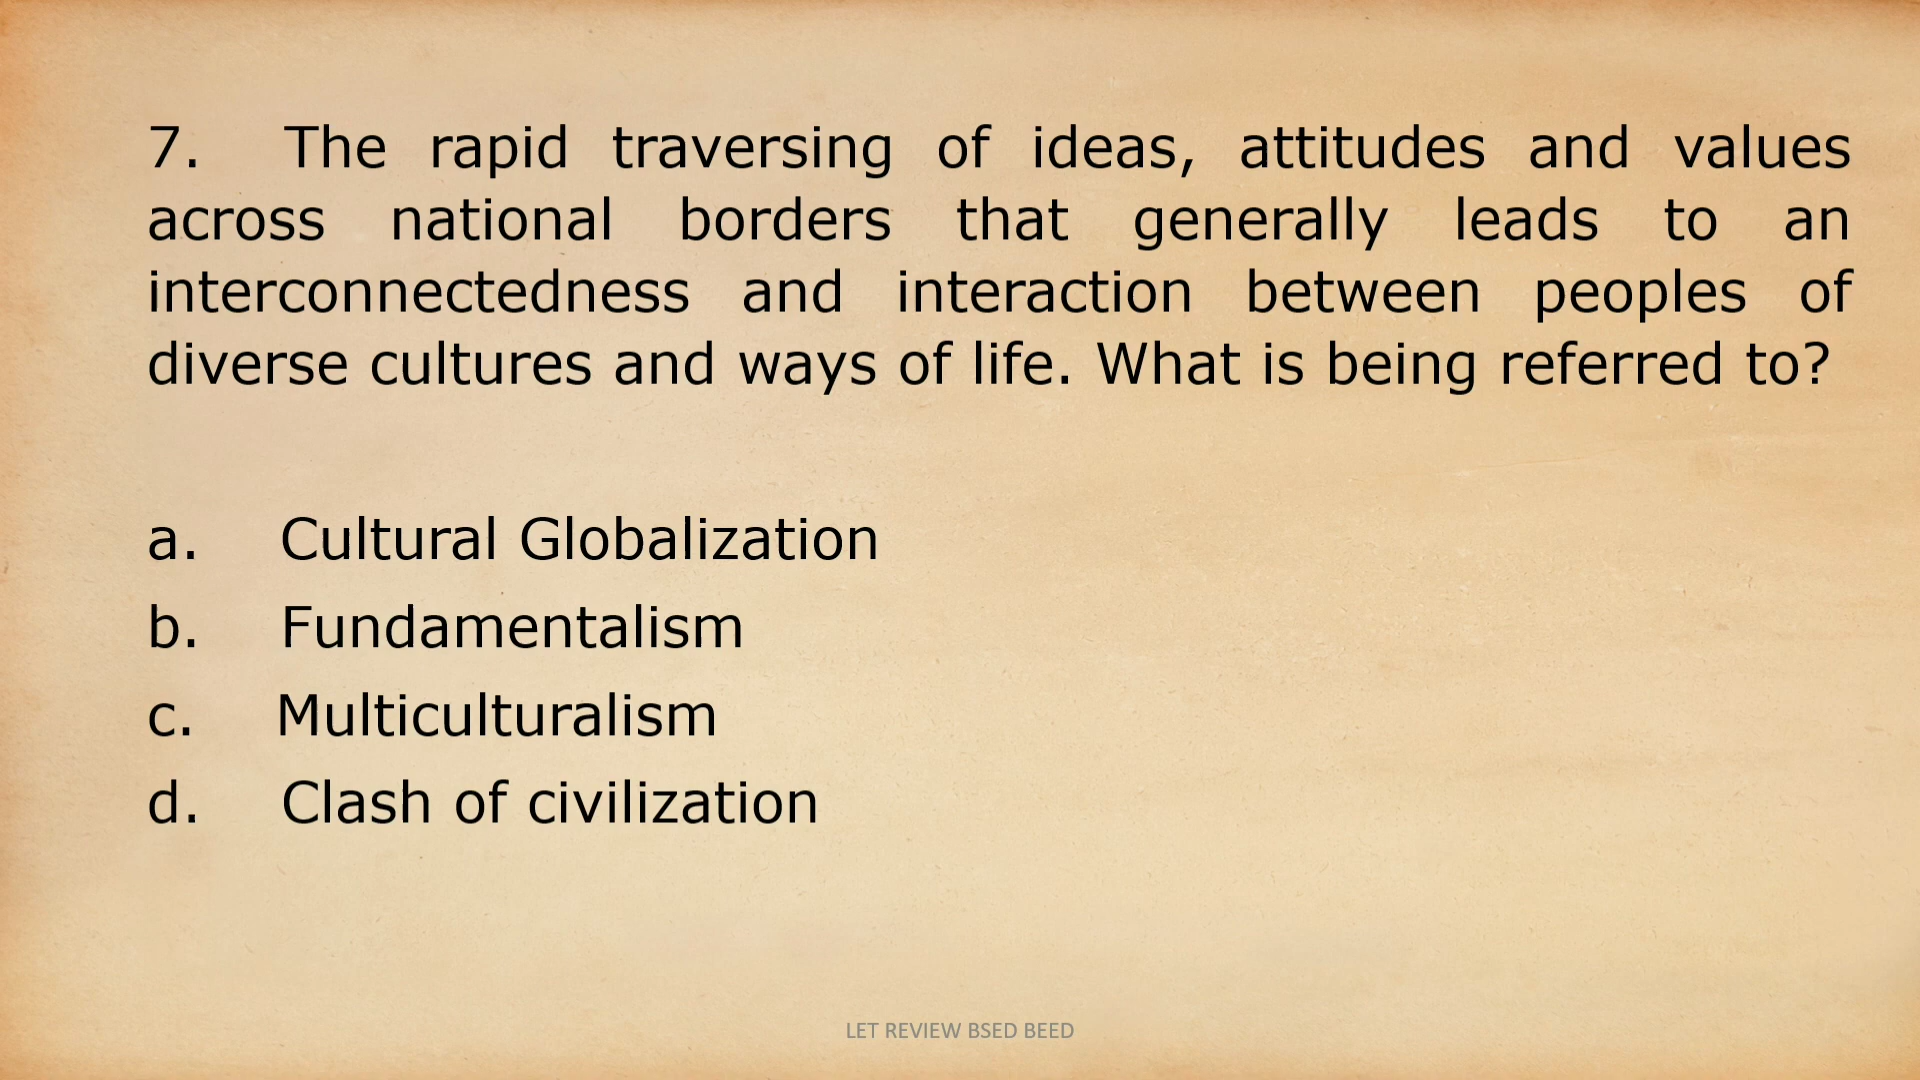 7. The rapid traversing of ideas, attitudes and values
across national borders that generally leads to an
interconnectedness and interaction between peoples of
diverse cultures and ways of life. What is being referred to?
a. Cultural Globalization
b. Fundamentalism
c. Multiculturalism
d. Clash of civilization
LET REVIEW BSED BEED